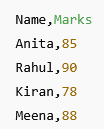 Name,Marks
Anita,85
Rahul,90
Kiran,78
Meena,88